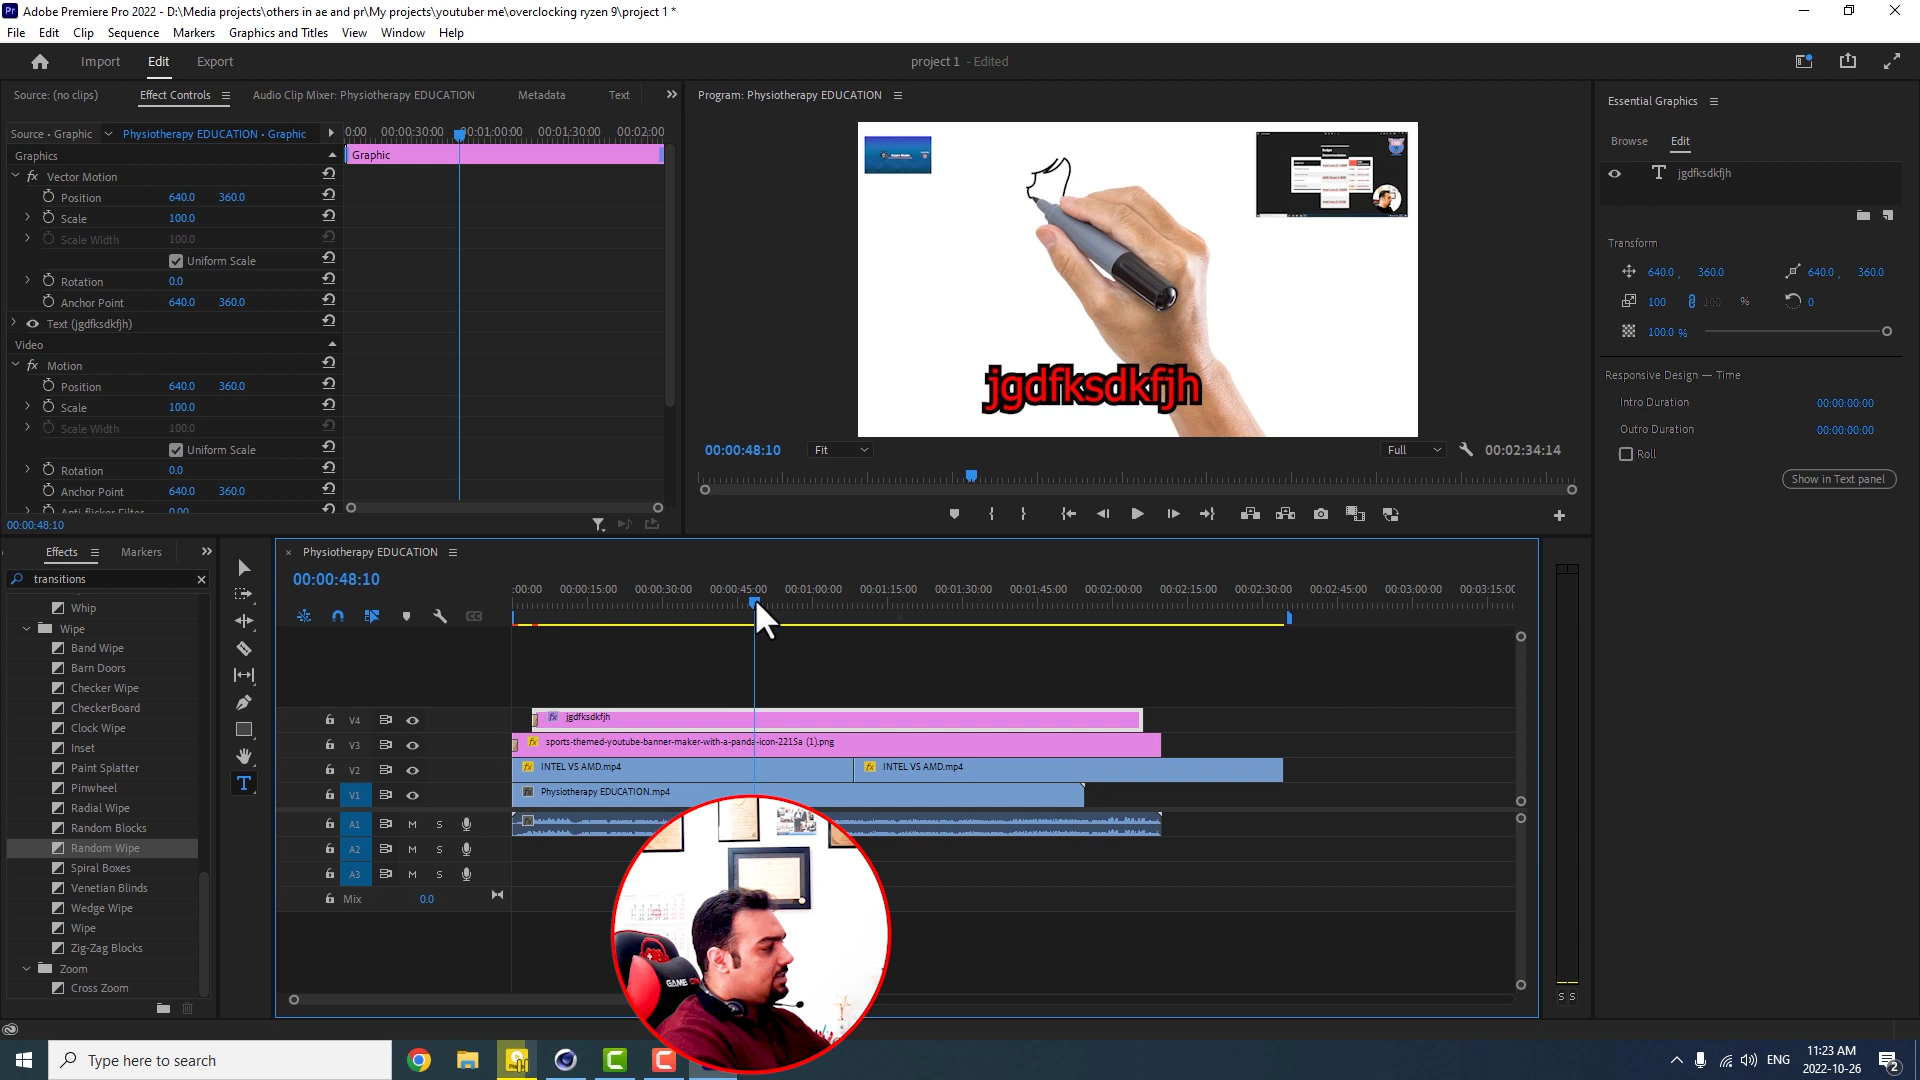 Adobe Premiere Pro 2022 - D:\Media projects\others in ae and pr\My projects\youtuber me\overclocking ryzen 9\project 1 *
File Edit Clip Sequence Markers Graphics and Titles View Window Help
Import Edit Export
project 1 - Edited
Source: (no clips) Effect Controls Audio Clip Mixer: Physiotherapy EDUCATION Metadata Text
Source · Graphic Physiotherapy EDUCATION · Graphic
0:00 00:00:30:00 00:01:00:00 00:01:30:00 00:02:00
Graphic
Graphics
fx Vector Motion
Position 640.0 360.0
Scale 100.0
Scale Width 100.0
Uniform Scale
Rotation 0.0
Anchor Point 640.0 360.0
Text (jgdfksdkfjh)
Video
fx Motion
Position 640.0 360.0
Scale 100.0
Scale Width 100.0
Uniform Scale
Rotation 0.0
Anchor Point 640.0 360.0
Anti-flicker Filter 0.00
00:00:48:10
Program: Physiotherapy EDUCATION
jgdfksdkfjh
00:00:48:10 Fit Full 00:02:34:14
Essential Graphics
Browse Edit
T jgdfksdkfjh
Transform
640.0 , 360.0 640.0 , 360.0
100 100 % 0
100.0 %
Responsive Design — Time
Intro Duration 00:00:00:00
Outro Duration 00:00:00:00
Roll
Show in Text panel
Effects Markers
transitions
Whip
Wipe
Band Wipe
Barn Doors
Checker Wipe
CheckerBoard
Clock Wipe
Inset
Paint Splatter
Pinwheel
Radial Wipe
Random Blocks
Random Wipe
Spiral Boxes
Venetian Blinds
Wedge Wipe
Wipe
Zig-Zag Blocks
Zoom
Cross Zoom
Physiotherapy EDUCATION
00:00:48:10
:00:00 00:00:15:00 00:00:30:00 00:00:45:00 00:01:00:00 00:01:15:00 00:01:30:00 00:01:45:00 00:02:00:00 00:02:15:00 00:02:30:00 00:02:45:00 00:03:00:00 00:03:15:00
V4 fx jgdfksdkfjh
V3 fx sports-themed-youtube-banner-maker-with-a-panda-icon-2215a (1).png
V2 fx INTEL VS AMD.mp4 fx INTEL VS AMD.mp4
V1 fx Physiotherapy EDUCATION.mp4
A1 M S
A2 M S
A3 M S
Mix 0.0
S S
GAME ON
Type here to search
ENG
11:23 AM
2022-10-26
2